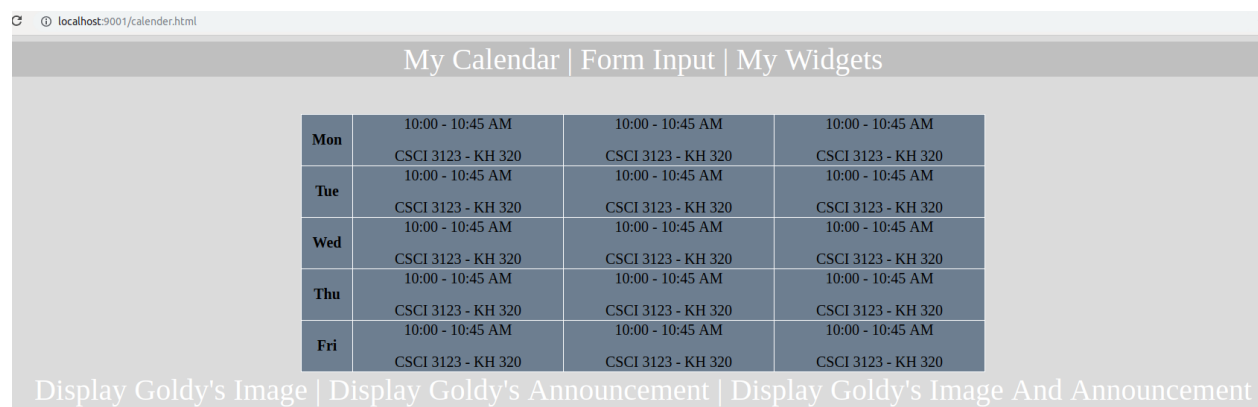 localhost:9001/calender.html
My Calendar | Form Input | My Widgets
10:00 - 10:45 AM 10:00 - 10:45 AM 10:00 - 10:45 AM
Mon
CSCI 3123 - KH 320 CSCI 3123 - KH 320 CSCI 3123 - KH 320
10:00 - 10:45 AM 10:00 - 10:45 AM 10:00 - 10:45 AM
Tue
CSCI 3123 - KH 320 CSCI 3123 - KH 320 CSCI 3123 - KH 320
10:00 - 10:45 AM 10:00 - 10:45 AM 10:00 - 10:45 AM
Wed
CSCI 3123 - KH 320 CSCI 3123 - KH 320 CSCI 3123 - KH 320
10:00 - 10:45 AM 10:00 - 10:45 AM 10:00 - 10:45 AM
Thu
CSCI 3123 - KH 320 CSCI 3123 - KH 320 CSCI 3123 - KH 320
10:00 - 10:45 AM 10:00 - 10:45 AM 10:00 - 10:45 AM
Fri
CSCI 3123 - KH 320 CSCI 3123 - KH 320 CSCI 3123 - KH 320
Display Goldy's Image | Display Goldy's Announcement | Display Goldy's Image And Announcement